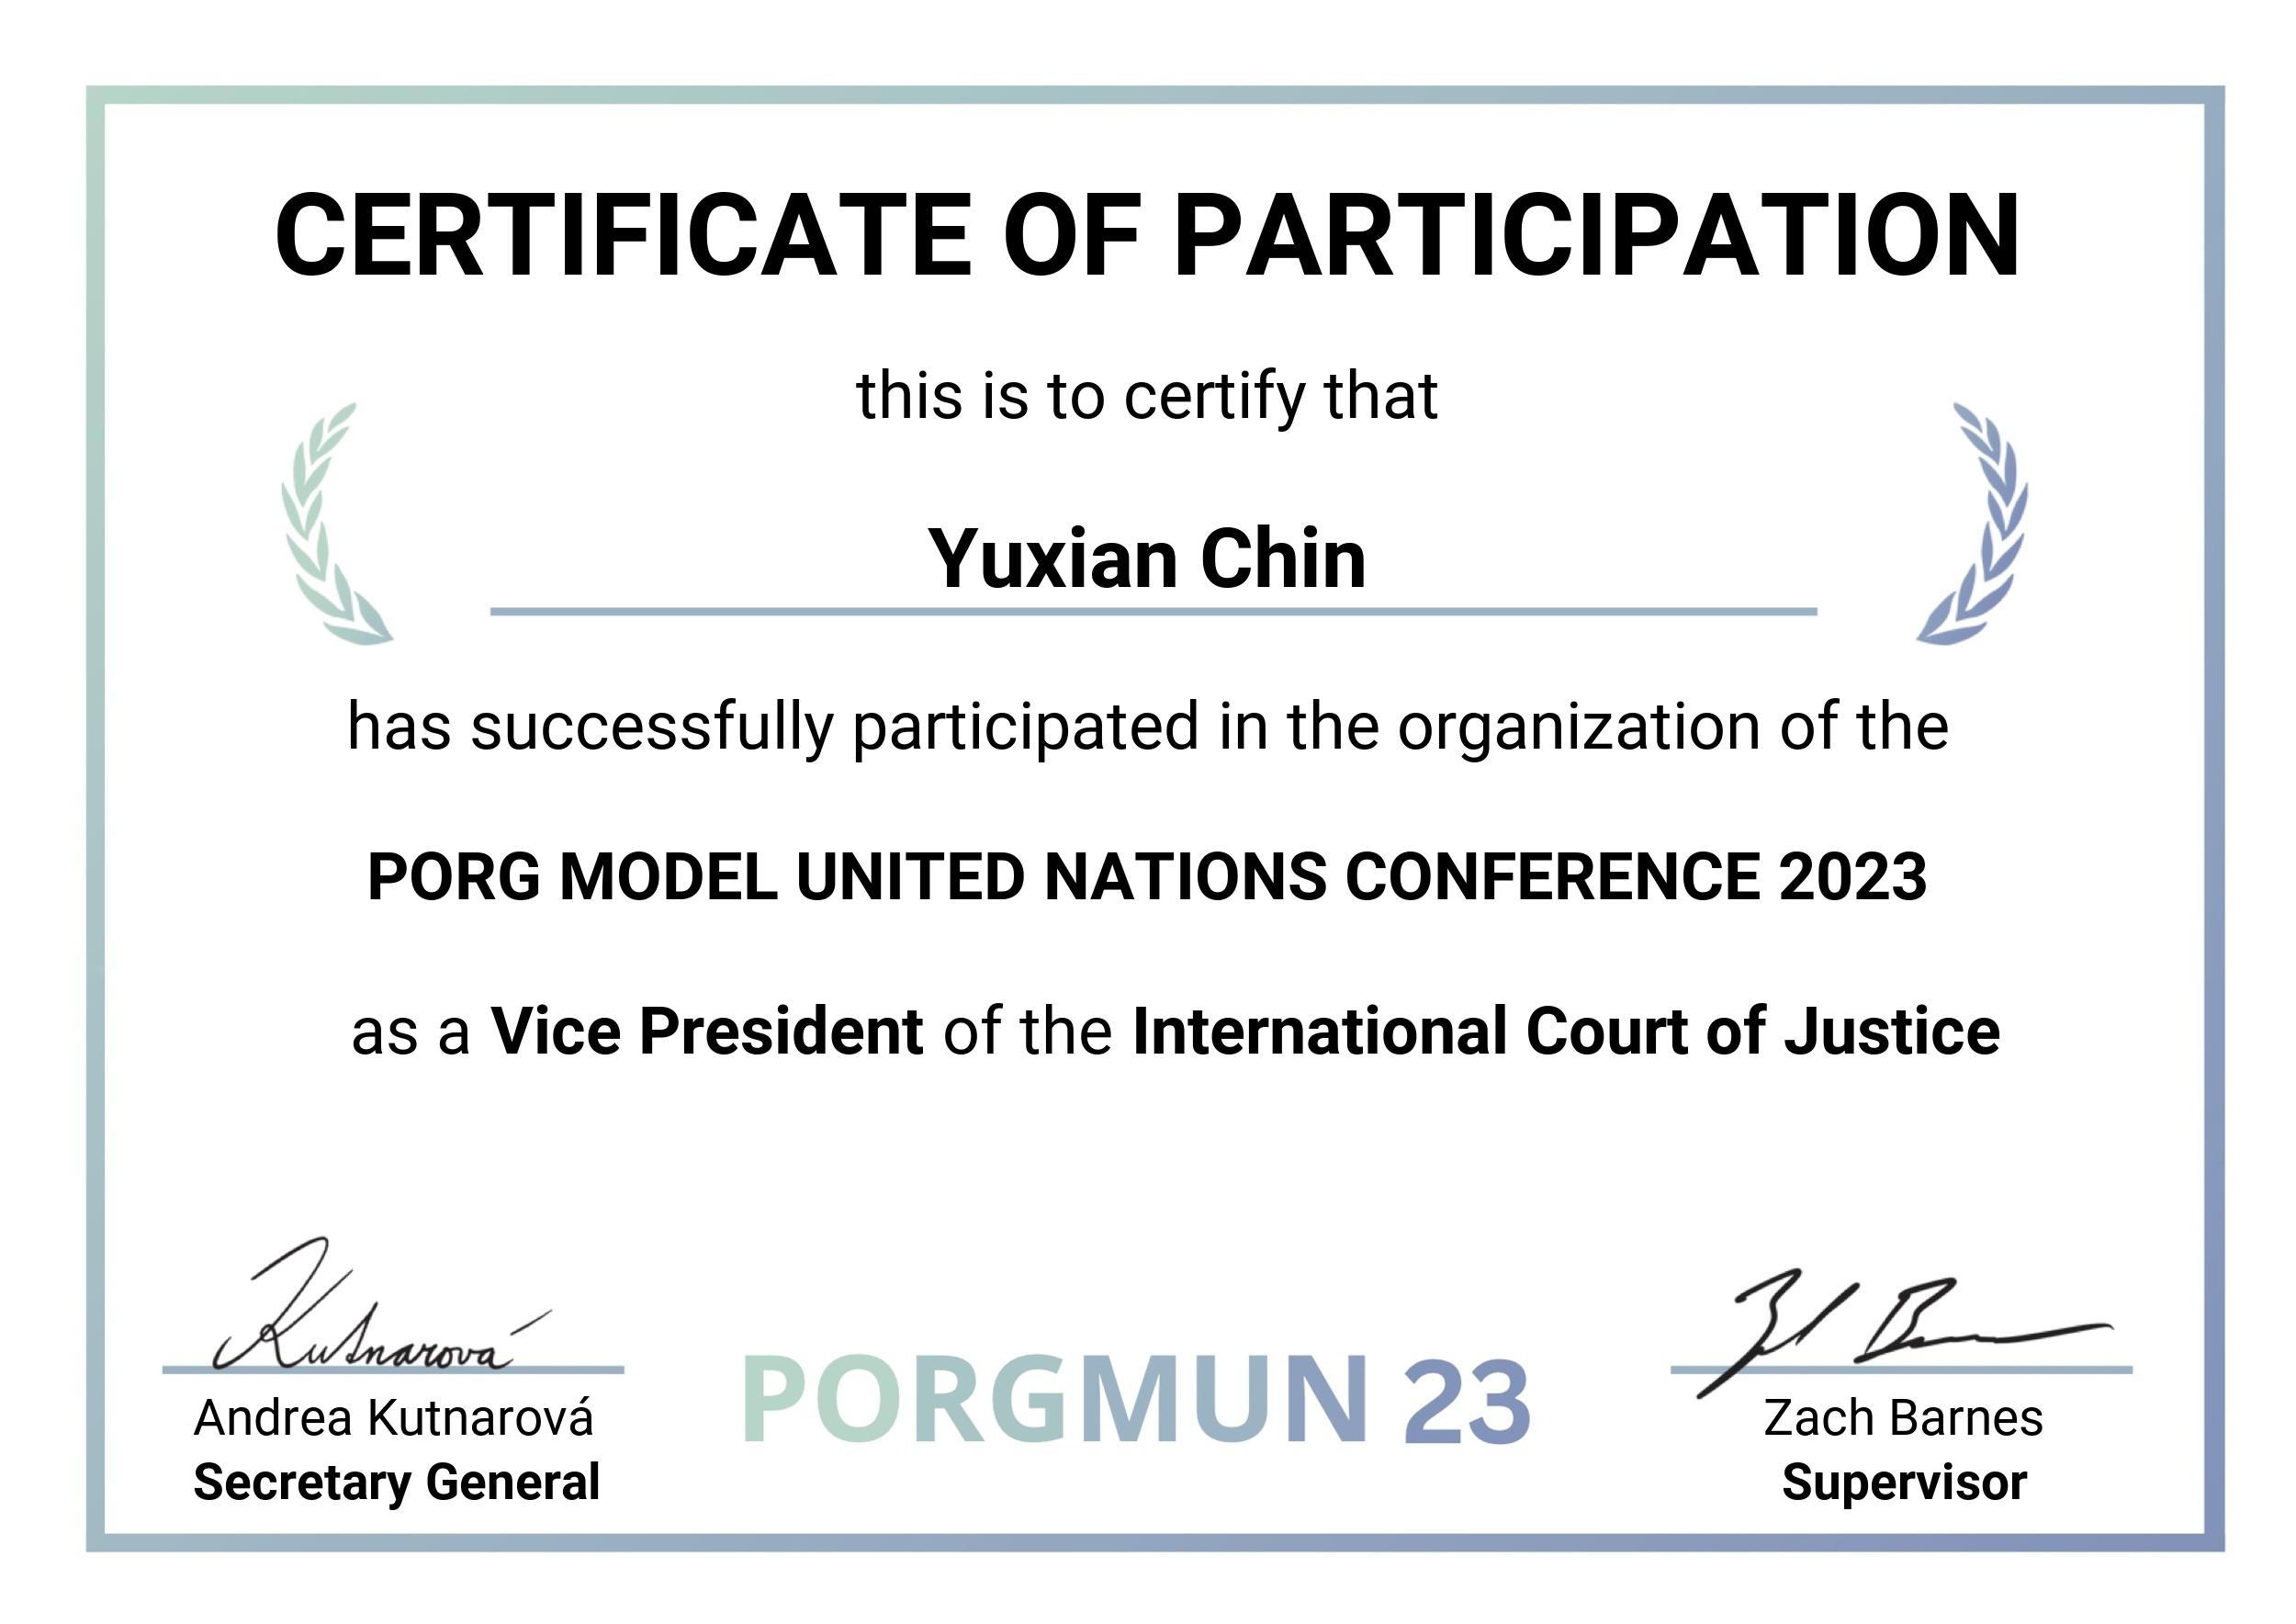 CERTIFICATE OF PARTICIPATION
this is to certify that
Yuxian Chin
has successfully participated in the organization of the
PORG MODEL UNITED NATIONS CONFERENCE 2023
as a Vice President of the International Court of Justice
Kutnarová
Andrea Kutnarová
Secretary General
PORGMUN 23
Zach Barnes
Supervisor